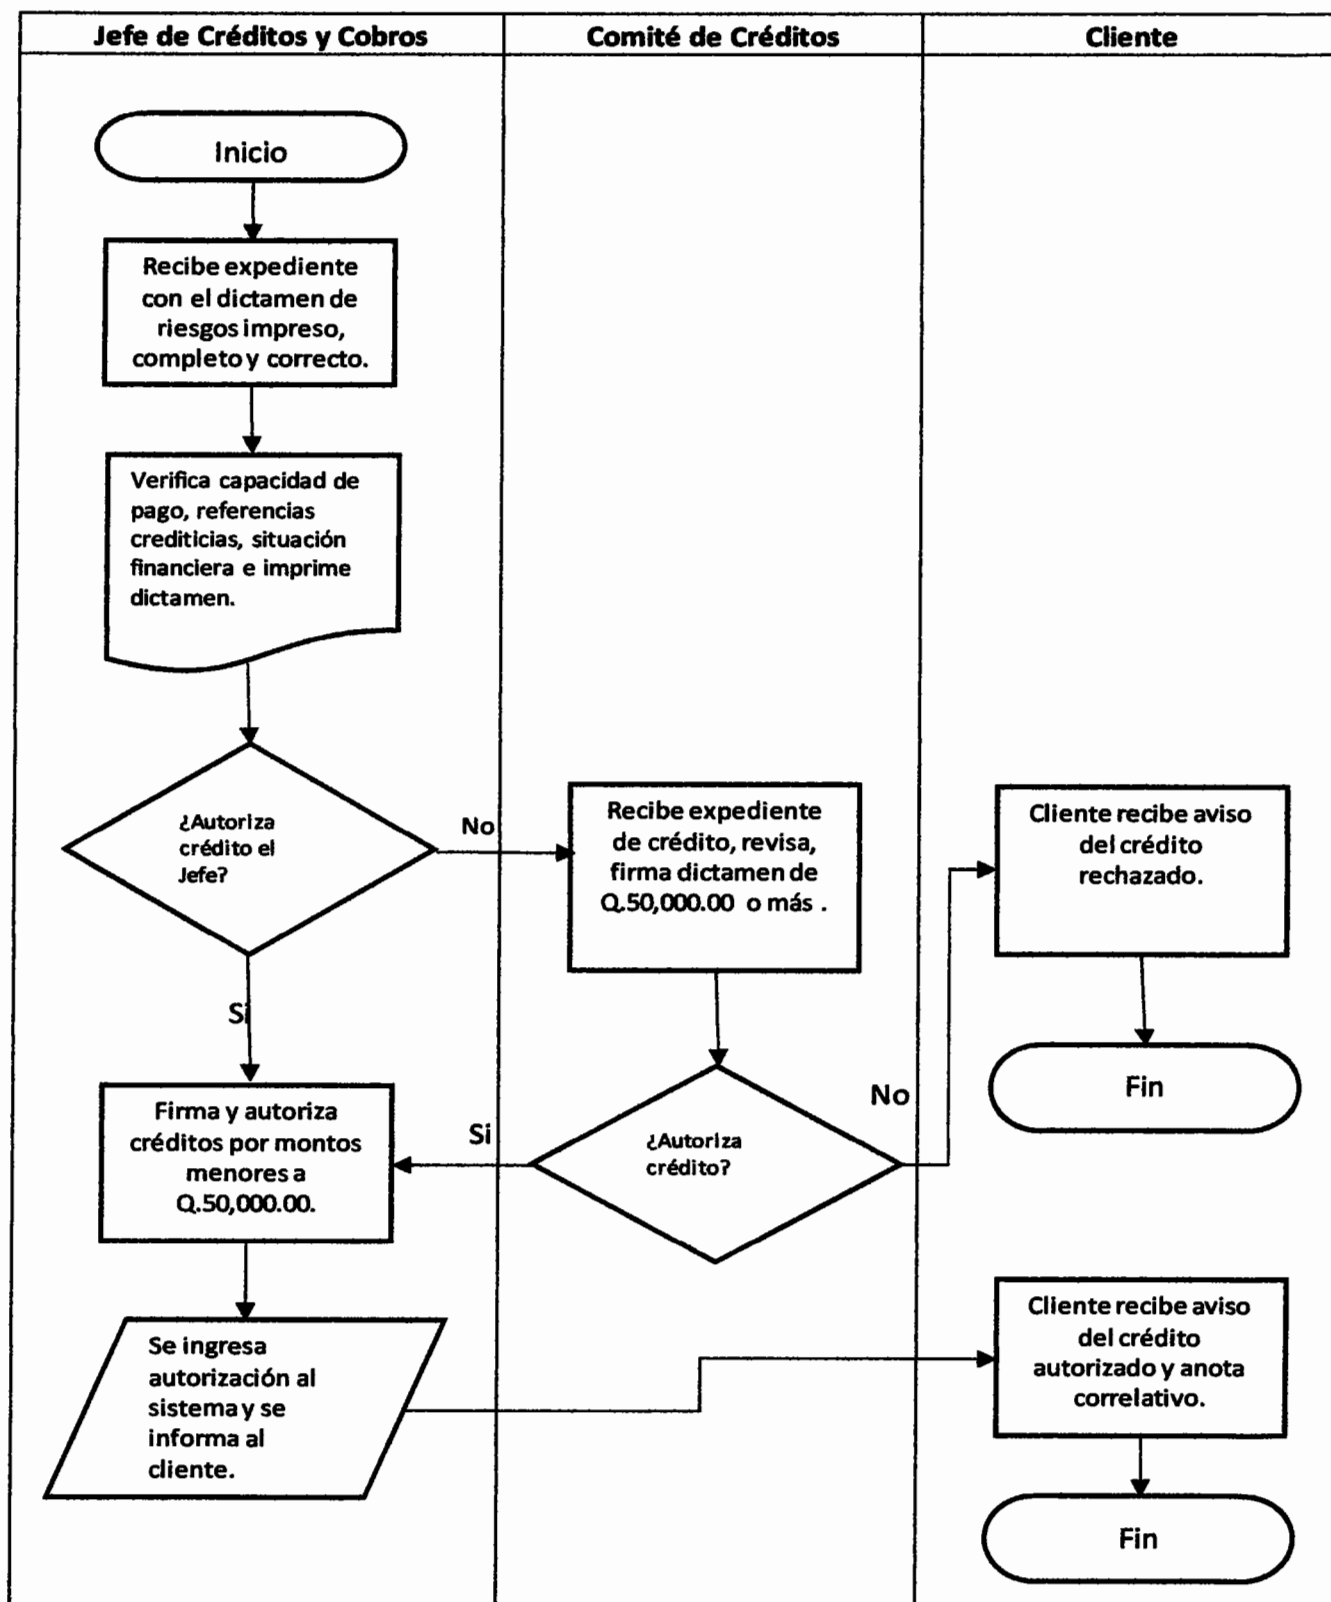 Jefe de Créditos y Cobros
Comité de Créditos
Cliente
Inicio
Recibe expediente
con el dictamen de
riesgos impreso,
completo y correcto.
Verifica capacidad de
pago, referencias
crediticias, situación
financiera e imprime
dictamen.
¿Autoriza
crédito el
Jefe?
No
Si
Recibe expediente
de crédito, revisa,
firma dictamen de
Q.50,000.00 o más .
¿Autoriza
crédito?
No
Si
Cliente recibe aviso
del crédito
rechazado.
Fin
Firma y autoriza
créditos por montos
menores a
Q.50,000.00.
Se ingresa
autorización al
sistema y se
informa al
cliente.
Cliente recibe aviso
del crédito
autorizado y anota
correlativo.
Fin